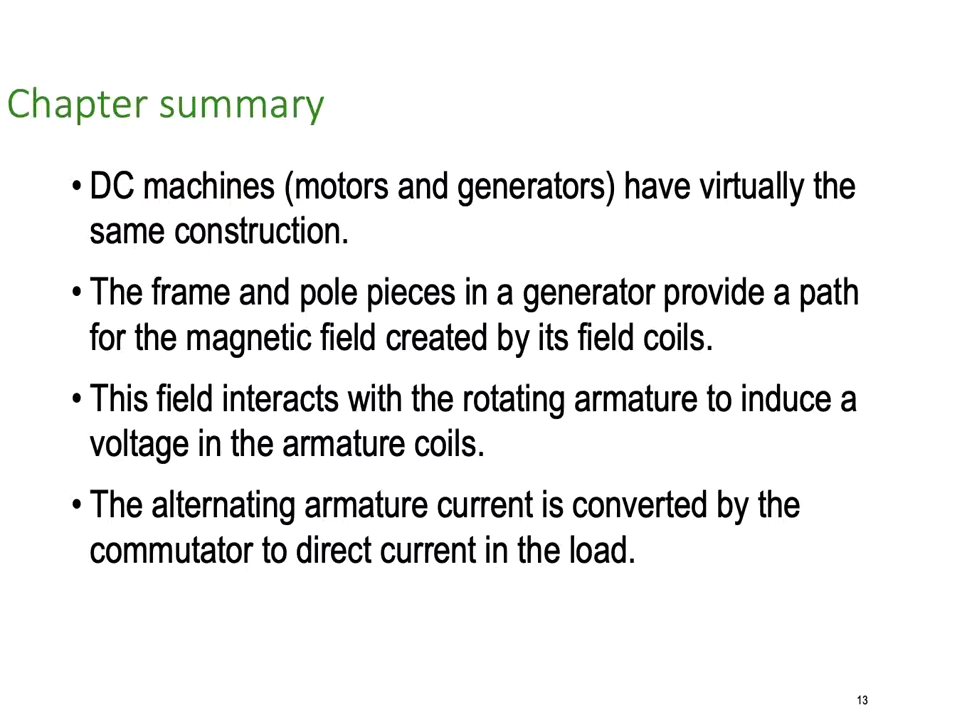 Chapter summary
• DC machines (motors and generators) have virtually the
same construction.
• The frame and pole pieces in a generator provide a path
for the magnetic field created by its field coils.
• This field interacts with the rotating armature to induce a
voltage in the armature coils.
• The alternating armature current is converted by the
commutator to direct current in the load.
13